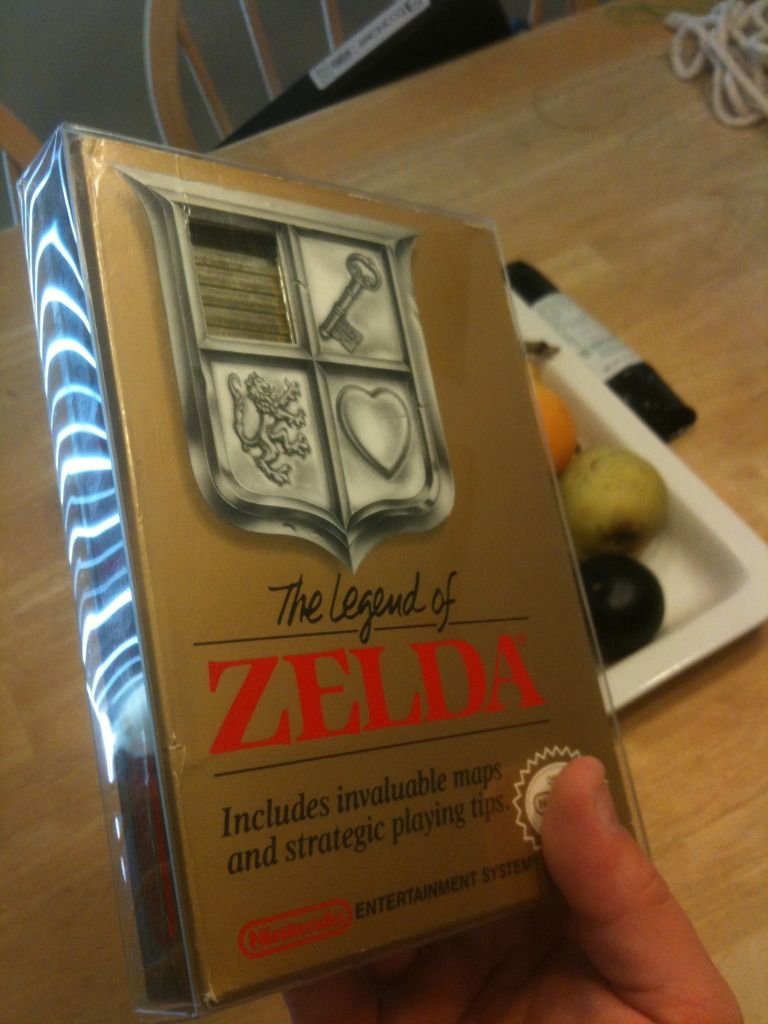 The Legend of
ZELDA®
Includes invaluable maps
and strategic playing tips.
Nintendo ENTERTAINMENT SYSTEM